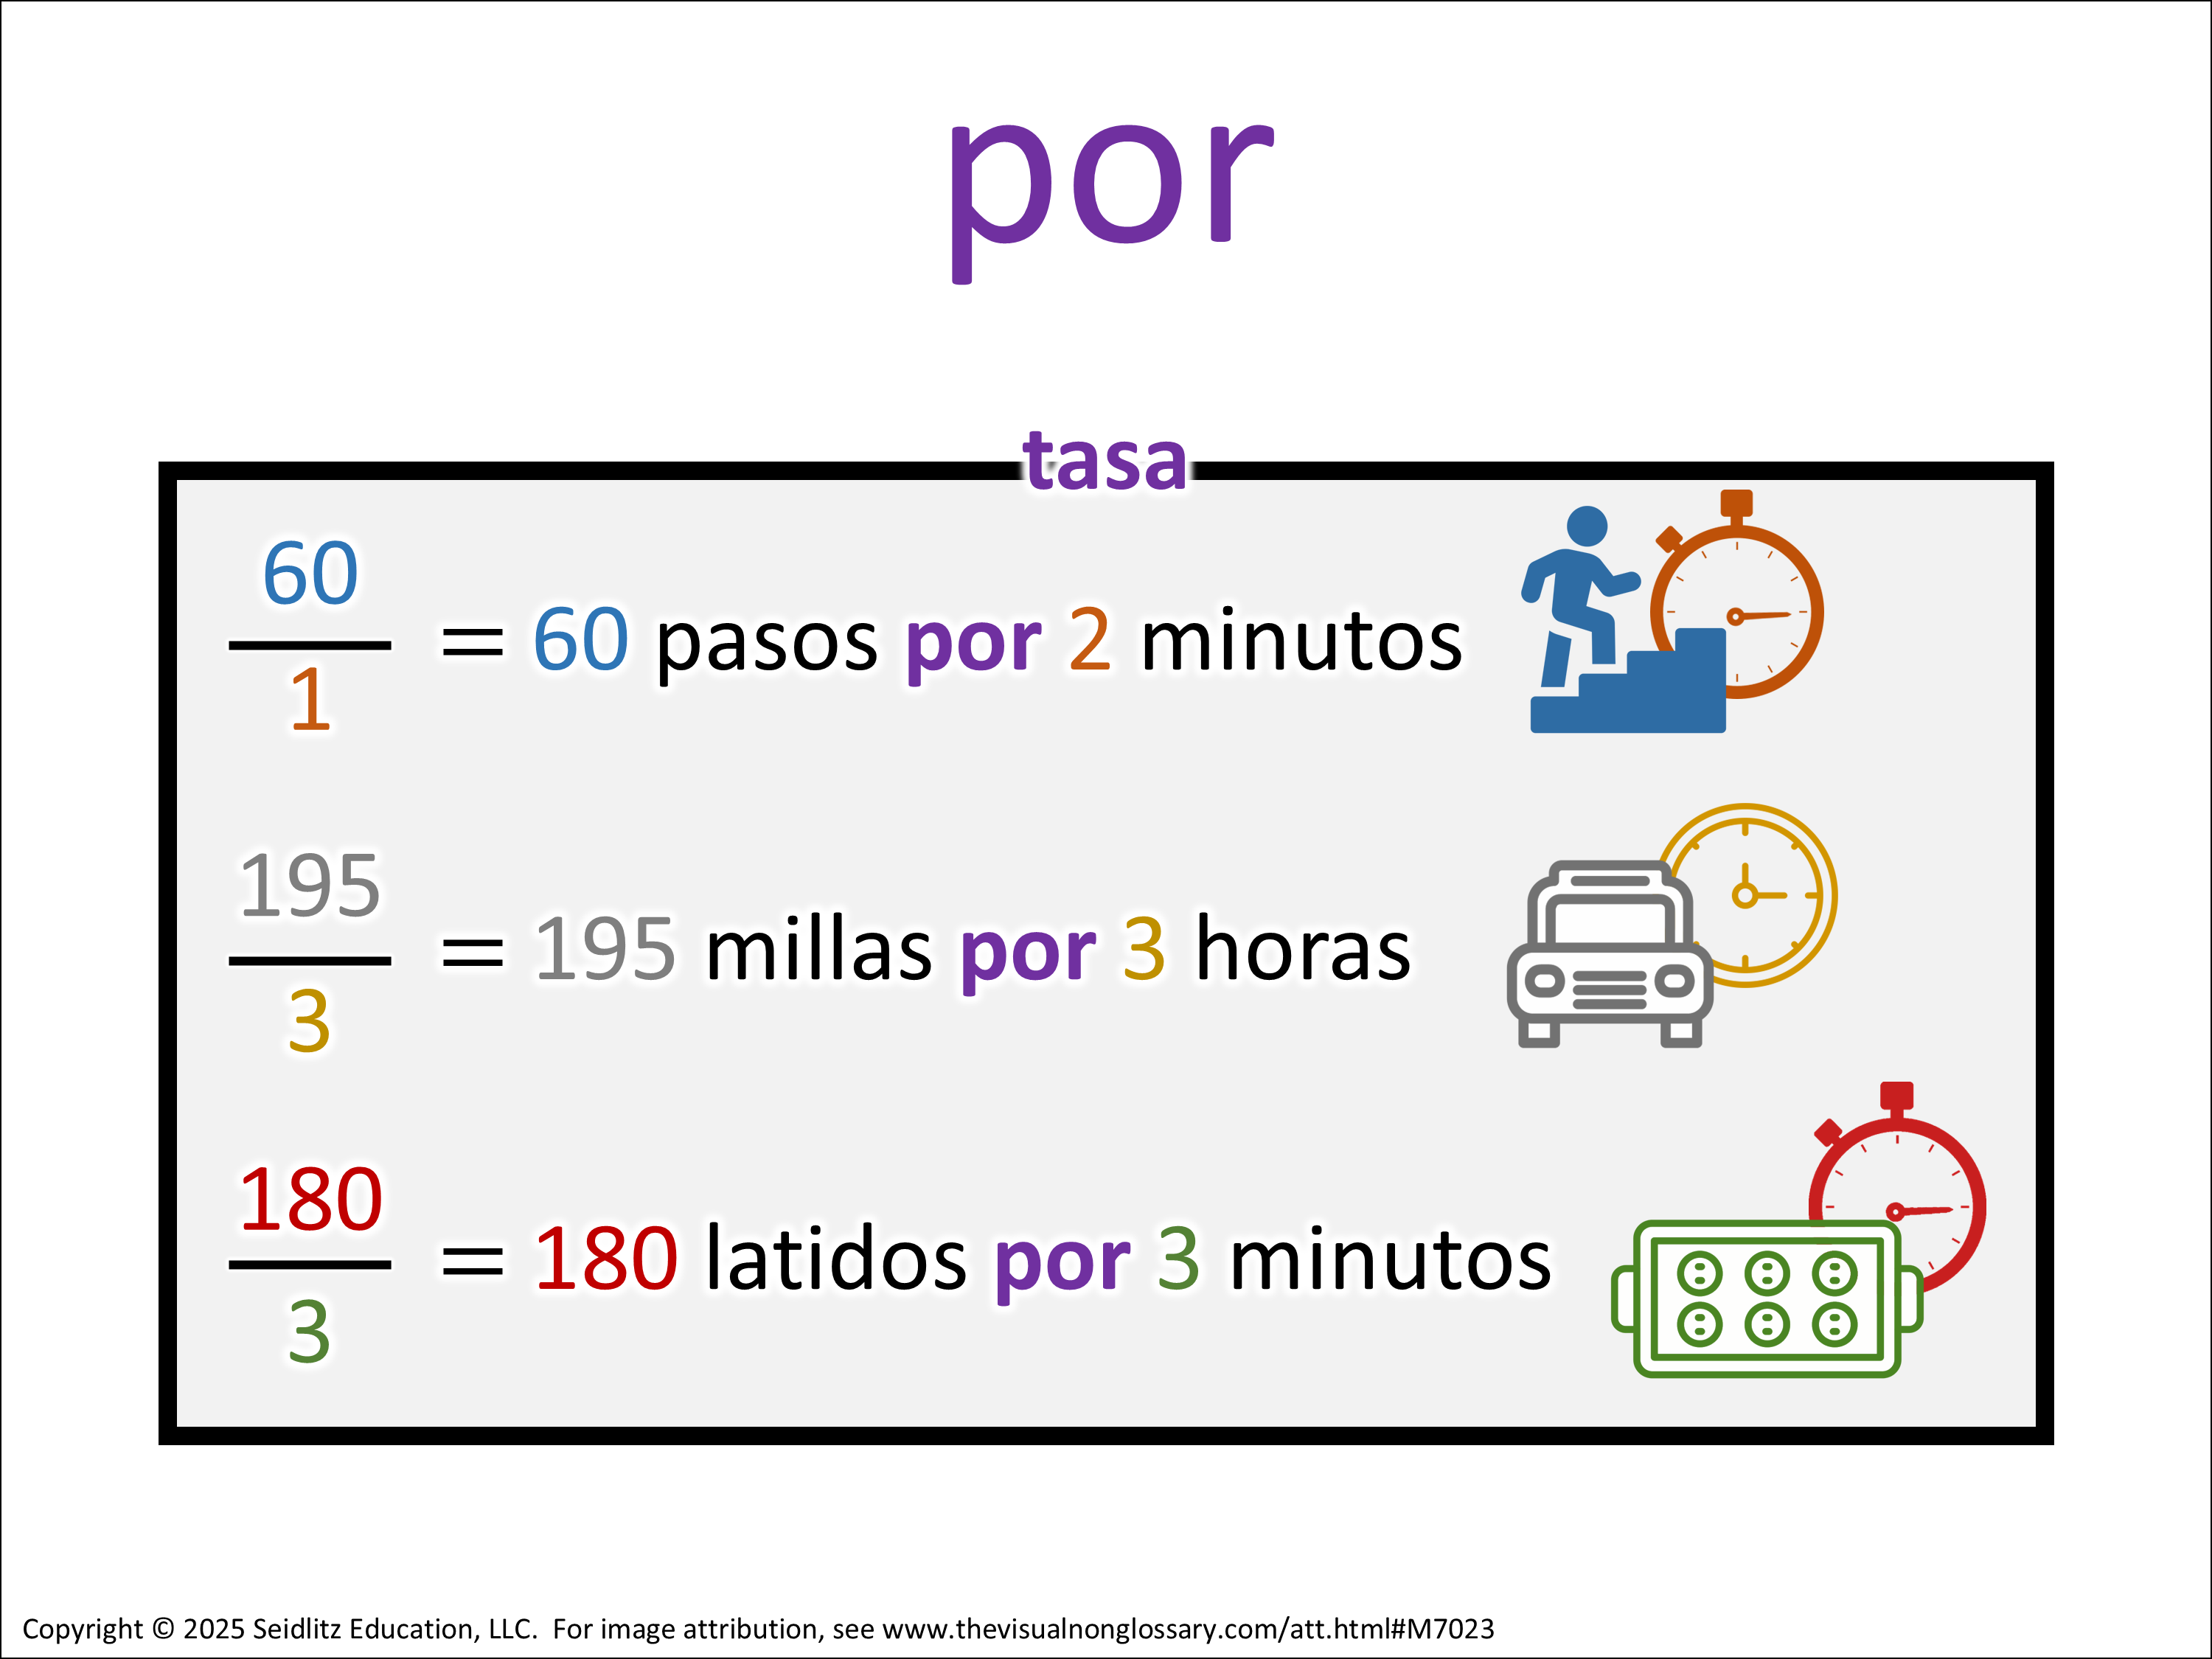 por
tasa
60
1
= 60 pasos por 2 minutos
195
3
= 195 millas por 3 horas
180
3
= 180 latidos por 3 minutos
Copyright © 2025 Seidlitz Education, LLC.  For image attribution, see www.thevisualnonglossary.com/att.html#M7023